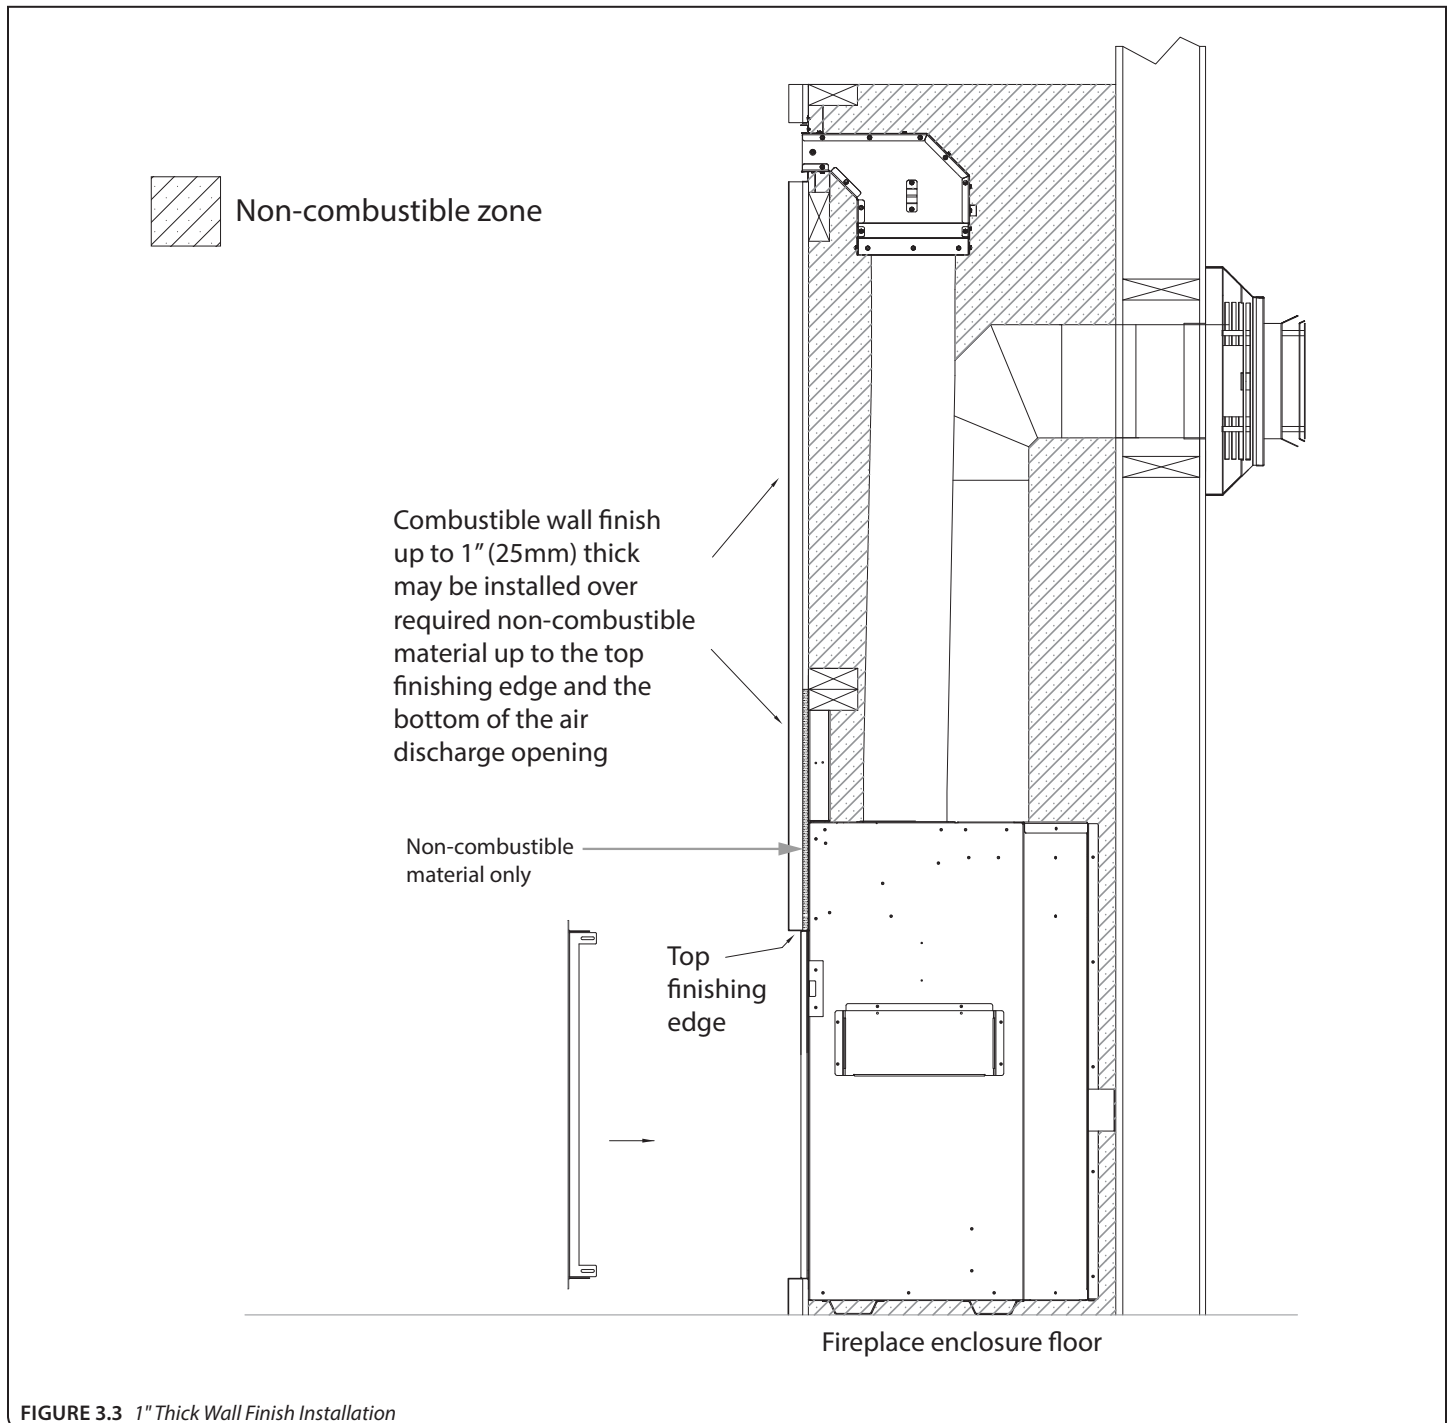 Non-combustible zone
Combustible wall finish
up to 1" (25mm) thick
may be installed over
required non-combustible
material up to the top
finishing edge and the
bottom of the air
discharge opening
Non-combustible
material only
Top
finishing
edge
Fireplace enclosure floor
FIGURE 3.3 1" Thick Wall Finish Installation